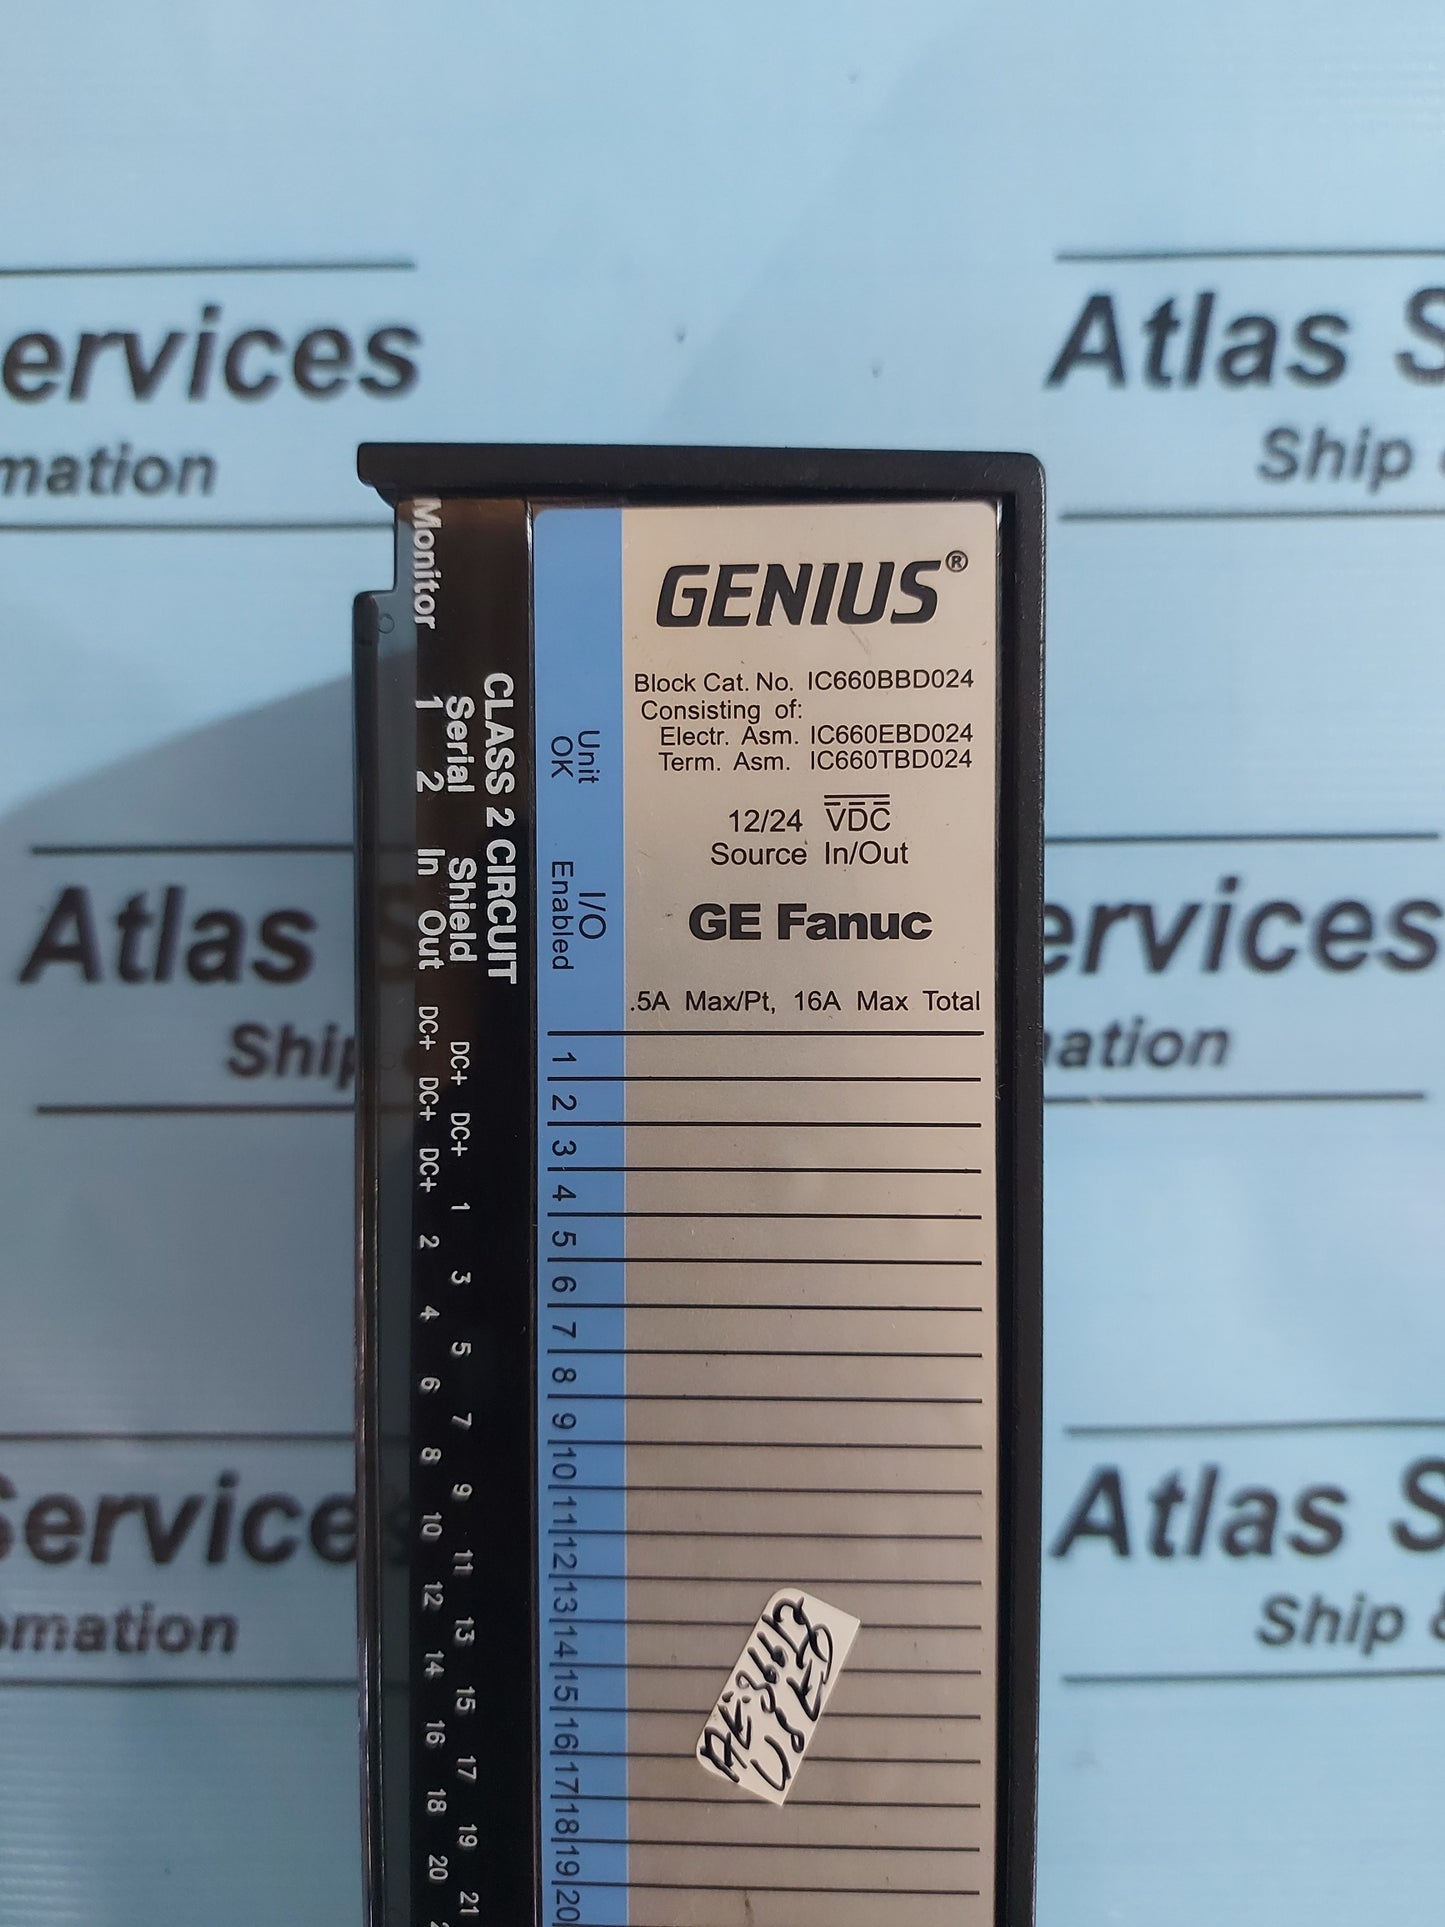 ervices
mation
Atlas S
Ship
GENIUS®
Block Cat. No. IC660BBD024
Consisting of:
Electr. Asm. IC660EBD024
Term. Asm. IC660TBD024
12/24 VDC
Source In/Out
GE Fanuc
.5A Max/Pt, 16A Max Total
Unit
OK
I/O
Enabled
1
2
3
4
5
6
7
8
9
10
11
12
13
14
15
16
17
18
19
20
CLASS 2 CIRCUIT
Serial Shield DC+ DC+ 1 3 5 7 9 11 13 15 17 19 21
Monitor 1 2 In Out DC+ DC+ DC+ 2 4 6 8 10 12 14 16 18 20
Atlas S
Ship
ervices
ation
Services
omation
Atlas S
Ship &
USED